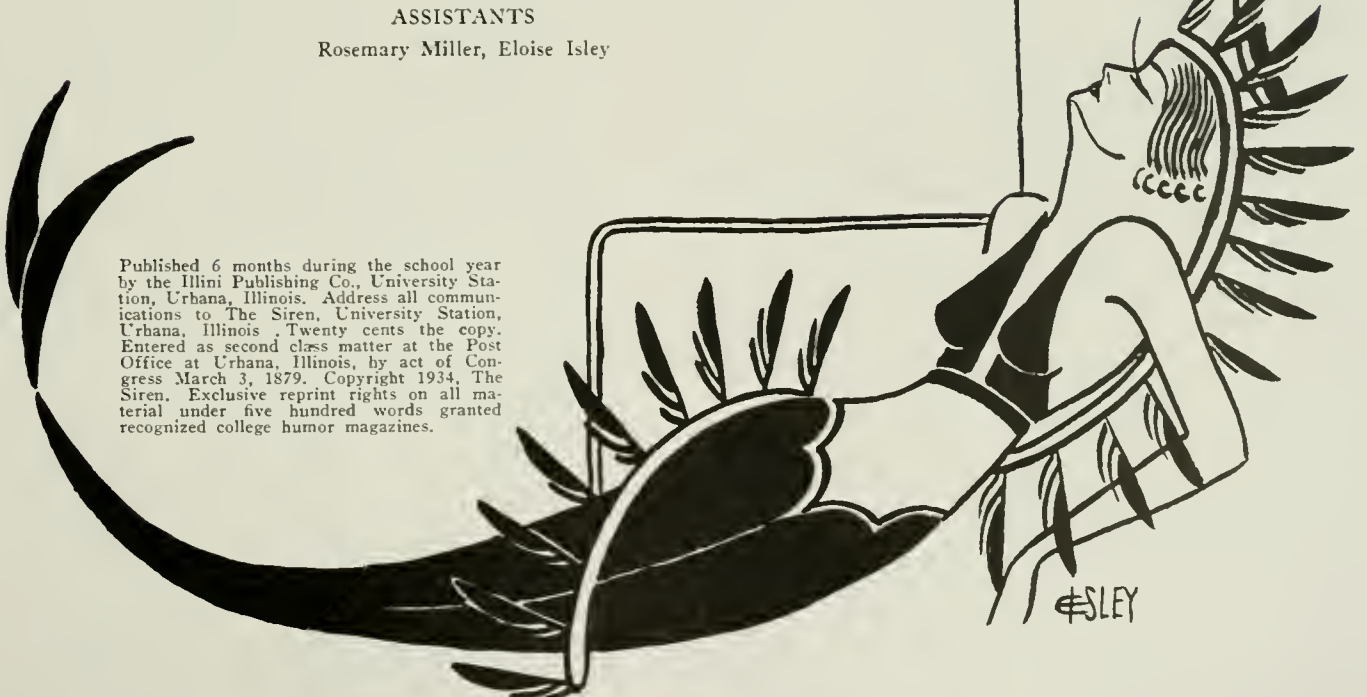 ASSISTANTS
Rosemary Miller, Eloise Isley
Published 6 months during the school year
by the Illini Publishing Co., University Sta-
tion, Urbana, Illinois. Address all commun-
ications to The Siren, University Station,
Urbana, Illinois . Twenty cents the copy.
Entered as second class matter at the Post
Office at Urbana, Illinois, by act of Con-
gress March 3, 1879. Copyright 1934, The
Siren. Exclusive reprint rights on all ma-
terial under five hundred words granted
recognized college humor magazines.
EISLEY